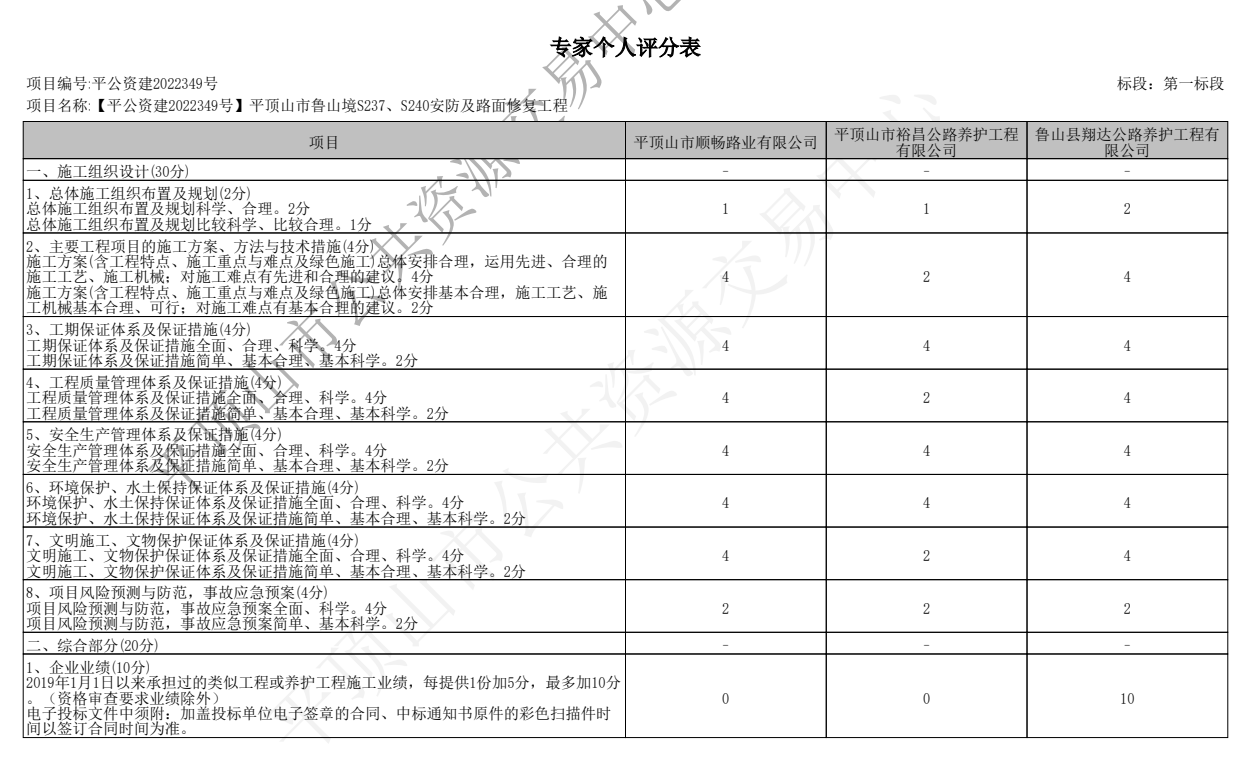 专家个人评分表
项目编号:平公资建2022349号
标段：第一标段
项目名称:【平公资建2022349号】平顶山市鲁山境S237、S240安防及路面修复工程
项目
平顶山市顺畅路业有限公司
平顶山市裕昌公路养护工程
有限公司
鲁山县翔达公路养护工程有
限公司
一、施工组织设计(30分)
-
-
-
1、总体施工组织布置及规划(2分)
总体施工组织布置及规划科学、合理。2分
总体施工组织布置及规划比较科学、比较合理。1分
1
1
2
2、主要工程项目的施工方案、方法与技术措施(4分)
施工方案(含工程特点、施工重点与难点及绿色施工)总体安排合理，运用先进、合理的
施工工艺、施工机械；对施工难点有先进和合理的建议。4分
施工方案(含工程特点、施工重点与难点及绿色施工)总体安排基本合理，施工工艺、施
工机械基本合理、可行；对施工难点有基本合理的建议。2分
4
2
4
3、工期保证体系及保证措施(4分)
工期保证体系及保证措施全面、合理、科学。4分
工期保证体系及保证措施简单、基本合理、基本科学。2分
4
4
4
4、工程质量管理体系及保证措施(4分)
工程质量管理体系及保证措施全面、合理、科学。4分
工程质量管理体系及保证措施简单、基本合理、基本科学。2分
4
2
4
5、安全生产管理体系及保证措施(4分)
安全生产管理体系及保证措施全面、合理、科学。4分
安全生产管理体系及保证措施简单、基本合理、基本科学。2分
4
4
4
6、环境保护、水土保持保证体系及保证措施(4分)
环境保护、水土保持保证体系及保证措施全面、合理、科学。4分
环境保护、水土保持保证体系及保证措施简单、基本合理、基本科学。2分
4
4
4
7、文明施工、文物保护保证体系及保证措施(4分)
文明施工、文物保护保证体系及保证措施全面、合理、科学。4分
文明施工、文物保护保证体系及保证措施简单、基本合理、基本科学。2分
4
2
4
8、项目风险预测与防范，事故应急预案(4分)
项目风险预测与防范，事故应急预案全面、科学。4分
项目风险预测与防范，事故应急预案简单、基本科学。2分
2
2
2
二、综合部分(20分)
-
-
-
1、企业业绩(10分)
2019年1月1日以来承担过的类似工程或养护工程施工业绩，每提供1份加5分，最多加10分
。（资格审查要求业绩除外）
电子投标文件中须附：加盖投标单位电子签章的合同、中标通知书原件的彩色扫描件时
间以签订合同时间为准。
0
0
10
平顶山市公共资源交易中心
平顶山市公共资源交易中心